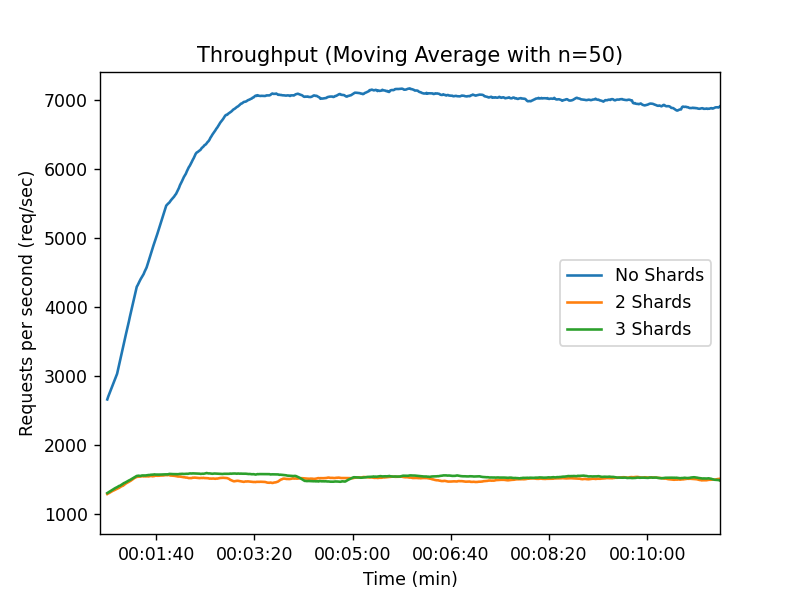 Throughput (Moving Average with n=50)
Requests per second (req/sec)
7000
6000
5000
4000
3000
2000
1000
No Shards
2 Shards
3 Shards
00:01:40 00:03:20 00:05:00 00:06:40 00:08:20 00:10:00
Time (min)